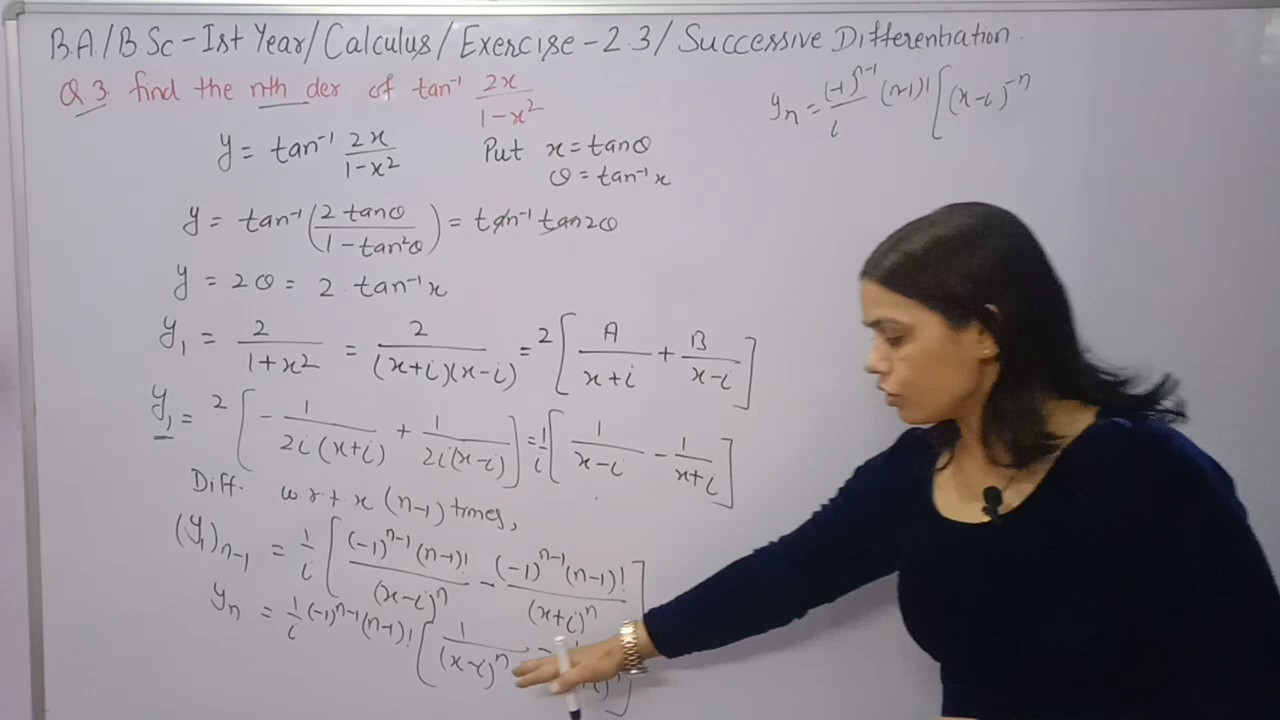 B.A/B.Sc - Ist Year/Calculus/Exercise-2.3/Successive Differentiation.
Q.3 find the nth der of tan⁻¹ 2x/(1-x²)
y = tan⁻¹ 2x/(1-x²) Put x = tanθ
θ = tan⁻¹x
y = tan⁻¹(2 tanθ/(1-tan²θ)) = tan⁻¹ tan2θ
y = 2θ = 2 tan⁻¹x
y₁ = 2/(1+x²) = 2/((x+i)(x-i)) = 2[A/(x+i) + B/(x-i)]
y₁ = 2[-1/(2i(x+i)) + 1/(2i(x-i))] = 1/i[1/(x-i) - 1/(x+i)]
Diff. w.r.t x (n-1) times,
(y₁)ₙ₋₁ = 1/i[(-1)ⁿ⁻¹(n-1)!/(x-i)ⁿ - (-1)ⁿ⁻¹(n-1)!/(x+i)ⁿ]
yₙ = 1/i (-1)ⁿ⁻¹(n-1)! [1/(x-i)ⁿ -
yₙ = (-1)ⁿ⁻¹/i (n-1)! [(x-i)⁻ⁿ